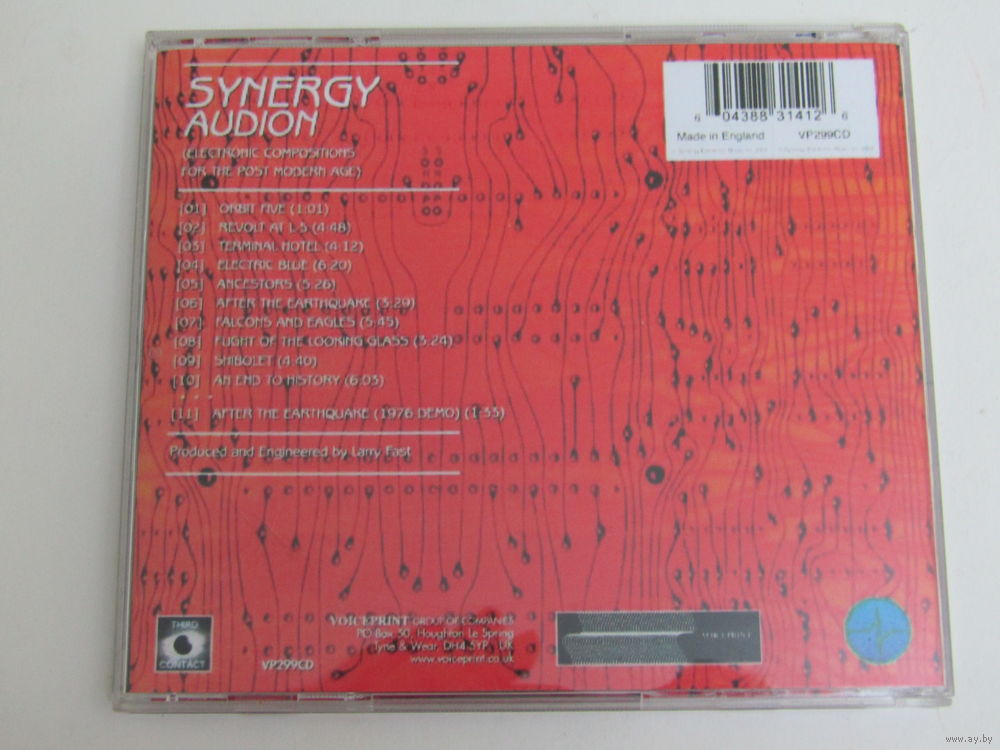 SYNERGY
AUDION
(ELECTRONIC COMPOSITIONS
FOR THE POST MODERN AGE)
[01] ORBIT FIVE (1:01)
[02] REVOLT AT L-5 (4:48)
[03] TERMINAL HOTEL (4:12)
[04] ELECTRIC BLUE (6:20)
[05] ANCESTORS (5:26)
[06] AFTER THE EARTHQUAKE (5:29)
[07] FALCONS AND EAGLES (5:45)
[08] FLIGHT OF THE LOOKING GLASS (3:24)
[09] SHIBOLET (4:40)
[10] AN END TO HISTORY (6:03)
...
[11] AFTER THE EARTHQUAKE (1976 DEMO) (1:35)
Produced and Engineered by Larry Fast
6 04388 31412 6
Made in England VP299CD
THIRD
CONTACT
VP299CD
VOICEPRINT GROUP OF COMPANIES
PO Box 50, Houghton Le Spring
Tyne & Wear, DH4 5YP, UK
www.voiceprint.co.uk
VOICEPRINT
www.ay.by